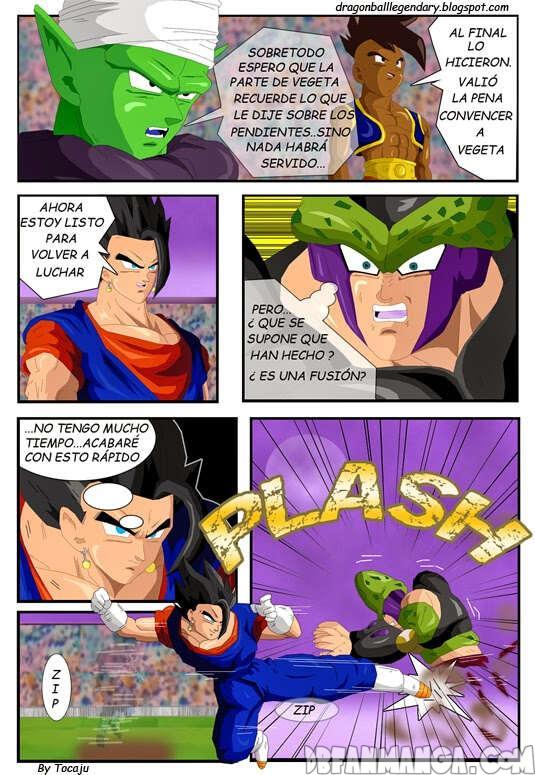 dragonballlegendary.blogspot.com
SOBRETODO
ESPERO QUE LA
PARTE DE VEGETA
RECUERDE LO QUE
LE DIJE SOBRE LOS
PENDIENTES..SINO
NADA HABRÁ
SERVIDO...
AL FINAL
LO
HICIERON.
VALIÓ
LA PENA
CONVENCER
A
VEGETA
AHORA
ESTOY LISTO
PARA
VOLVER A
LUCHAR
PERO...
¿ QUE SE
SUPONE QUE
HAN HECHO ?
¿ ES UNA FUSIÓN?
...NO TENGO MUCHO
TIEMPO...ACABARÉ
CON ESTO RÁPIDO
PLASH
ZIP
ZIP
By Tocaju
DBFANMANGA.COM